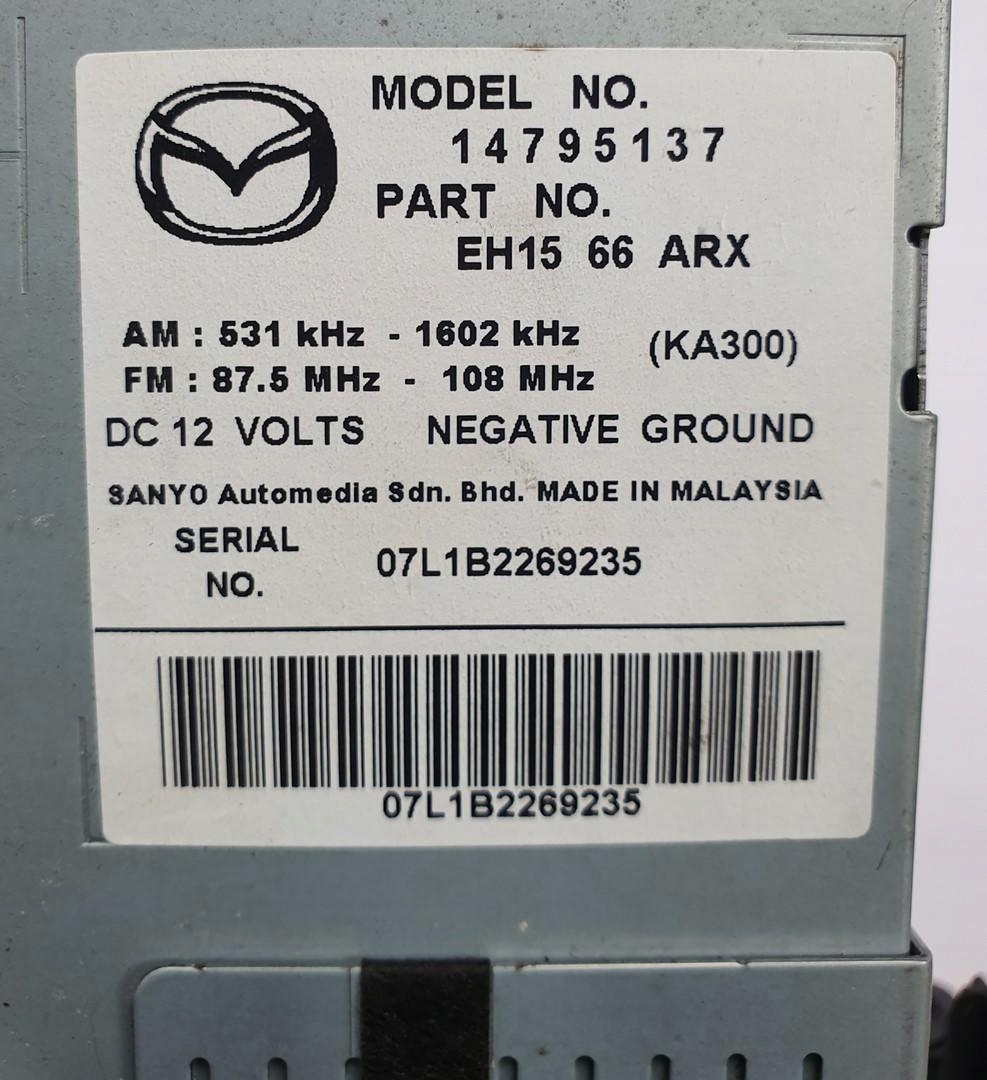 MODEL NO.
14795137
PART NO.
EH15 66 ARX
AM : 531 kHz - 1602 kHz
(KA300)
FM : 87.5 MHz - 108 MHz
DC 12 VOLTS NEGATIVE GROUND
SANYO Automedia Sdn. Bhd. MADE IN MALAYSIA
SERIAL
NO.
07L1B2269235
07L1B2269235